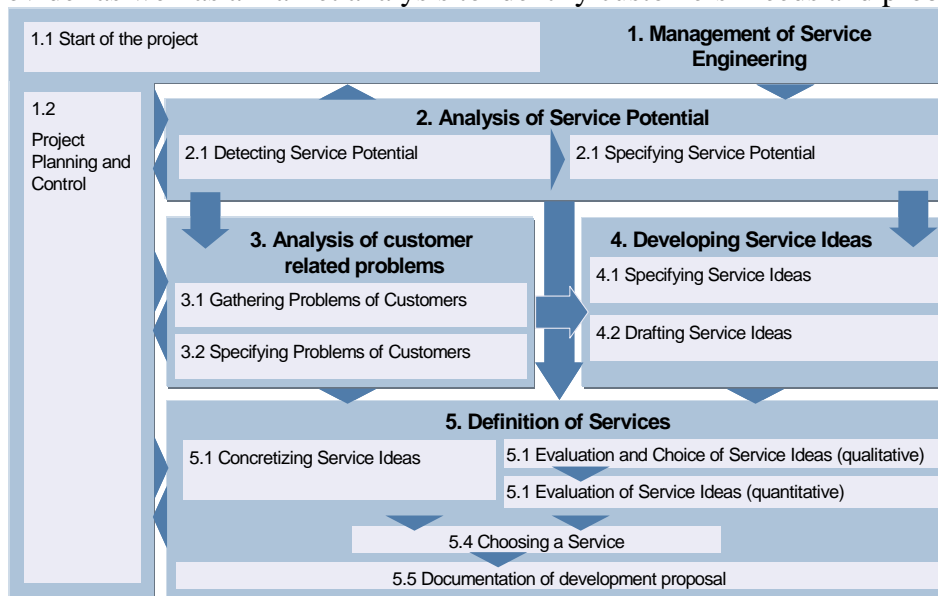 1.1 Start of the project
1. Management of Service
Engineering
1.2
Project
Planning and
Control
2. Analysis of Service Potential
2.1 Detecting Service Potential
2.1 Specifying Service Potential
3. Analysis of customer
related problems
3.1 Gathering Problems of Customers
3.2 Specifying Problems of Customers
4. Developing Service Ideas
4.1 Specifying Service Ideas
4.2 Drafting Service Ideas
5. Definition of Services
5.1 Concretizing Service Ideas
5.1 Evaluation and Choice of Service Ideas (qualitative)
5.1 Evaluation of Service Ideas (quantitative)
5.4 Choosing a Service
5.5 Documentation of development proposal